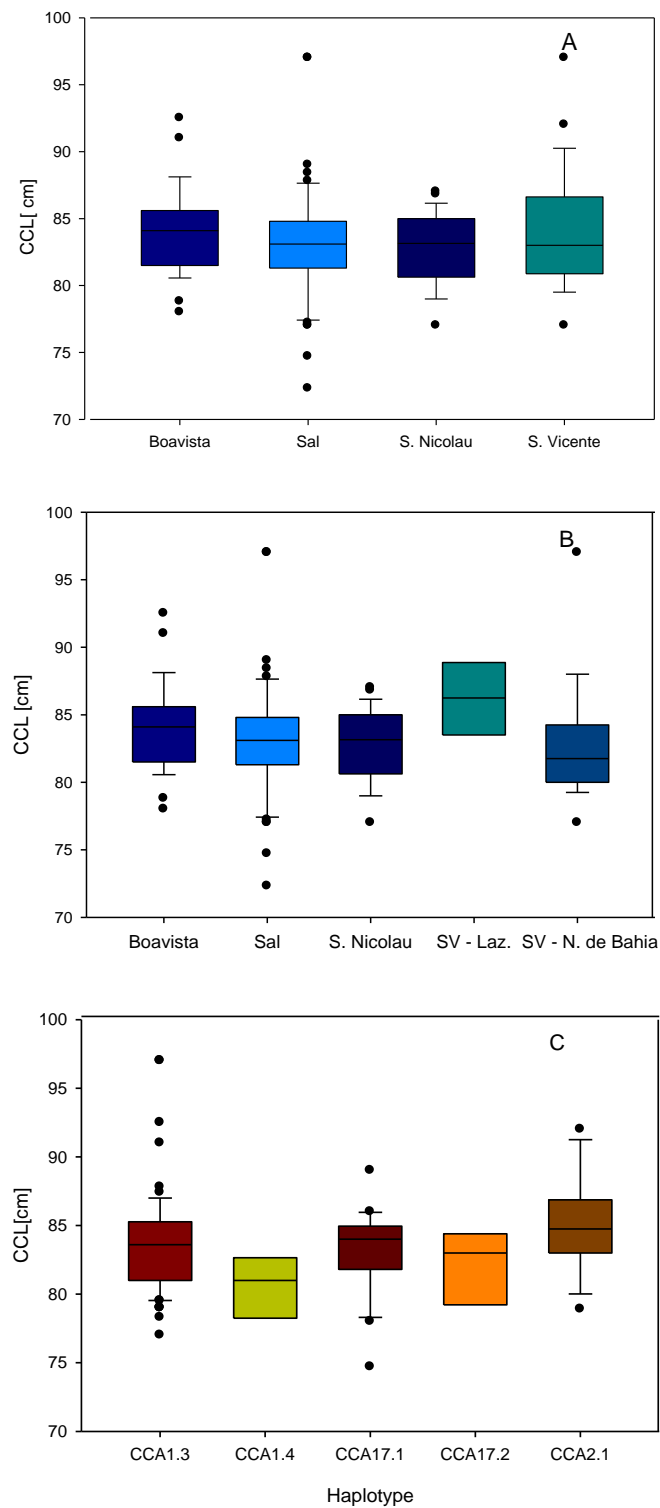 100
A
95
90
CCL[ cm]
85
80
75
70
Boavista Sal S. Nicolau S. Vicente
100
B
95
90
CCL [cm]
85
80
75
70
Boavista Sal S. Nicolau SV - Laz. SV - N. de Bahia
100
C
95
90
CCL[cm]
85
80
75
70
CCA1.3 CCA1.4 CCA17.1 CCA17.2 CCA2.1
Haplotype